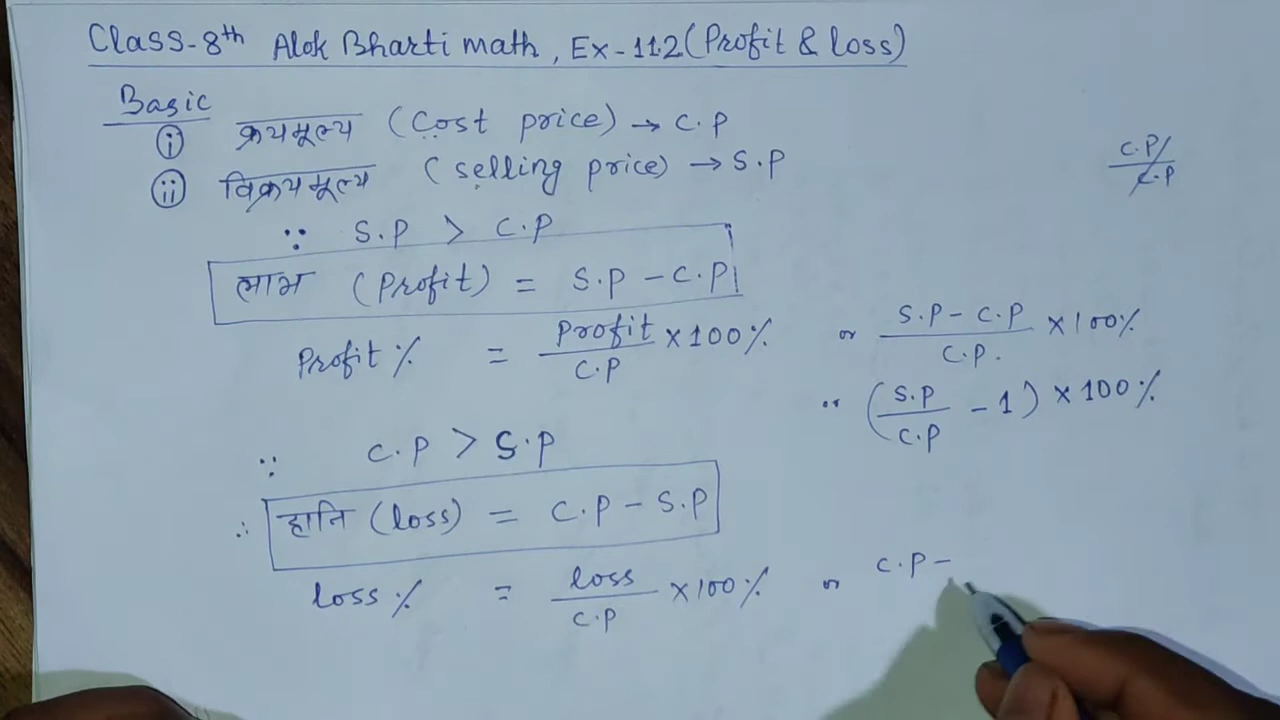 Class-8th Alok Bharti math, Ex-11.2 (Profit & loss)
Basic
(i) क्रयमूल्य (Cost price) → C.P
(ii) विक्रयमूल्य (selling price) → S.P
C.P/C.P
∵ S.P > C.P
लाभ (Profit) = S.P - C.P
Profit % = Profit/C.P × 100% or S.P - C.P/C.P. × 100%
or (S.P/C.P - 1) × 100%
∵ C.P > S.P
∴ हानि (loss) = C.P - S.P
loss % = loss/C.P × 100% or C.P -